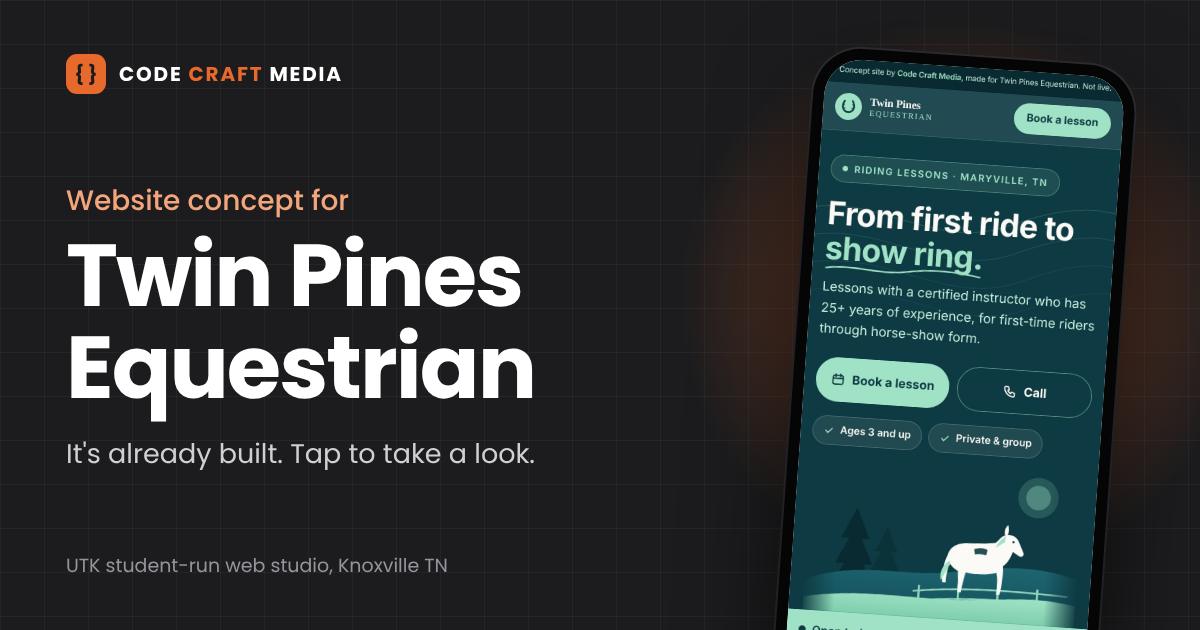 { } CODE CRAFT MEDIA
Website concept for
Twin Pines
Equestrian
It's already built. Tap to take a look.
UTK student-run web studio, Knoxville TN
Concept site by Code Craft Media, made for Twin Pines Equestrian. Not live.
Twin Pines
EQUESTRIAN
Book a lesson
RIDING LESSONS · MARYVILLE, TN
From first ride to
show ring.
Lessons with a certified instructor who has
25+ years of experience, for first-time riders
through horse-show form.
Book a lesson
Call
Ages 3 and up
Private & group